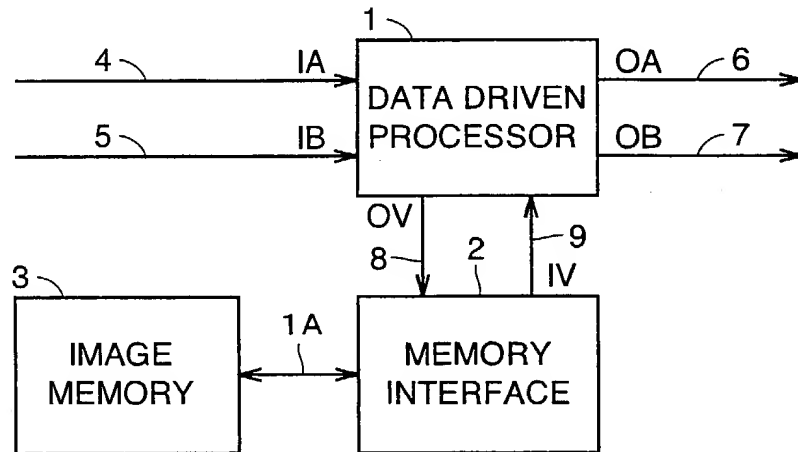 1
4 IA
OA 6
DATA DRIVEN
PROCESSOR
5 IB
OB 7
OV
8
9
IV
2
3
1A
IMAGE
MEMORY
MEMORY
INTERFACE